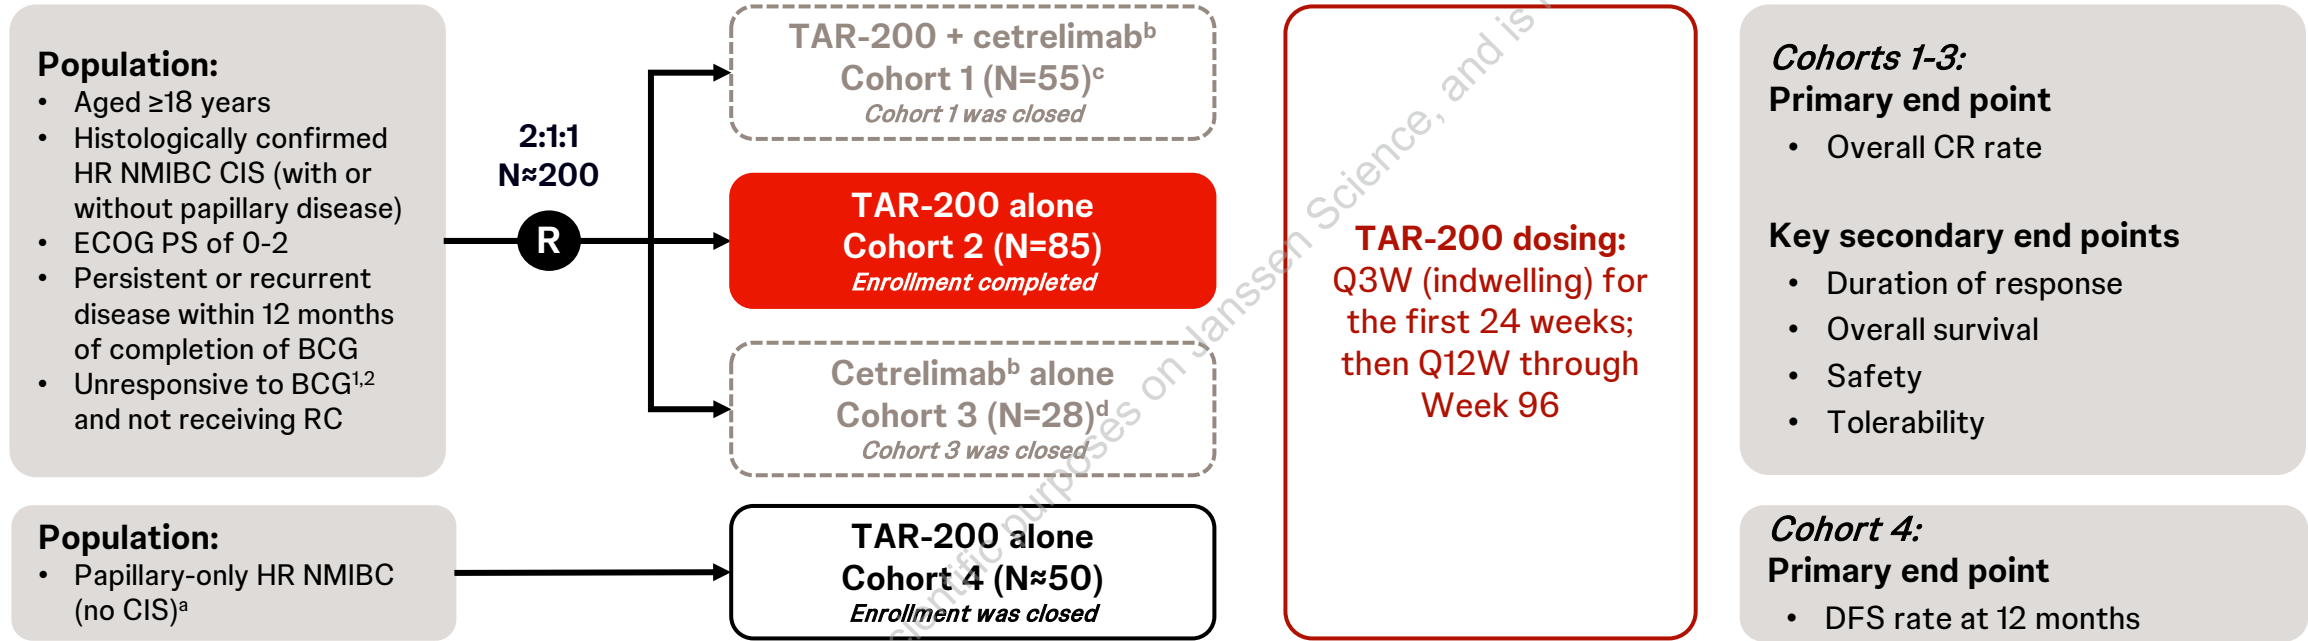 Population:
• Aged ≥18 years
• Histologically confirmed
HR NMIBC CIS (with or
without papillary disease)
• ECOG PS of 0-2
• Persistent or recurrent
disease within 12 months
of completion of BCG
• Unresponsive to BCG1,2
and not receiving RC
2:1:1
N≈200
R
TAR-200 + cetrelimabb
Cohort 1 (N=55)c
Cohort 1 was closed
TAR-200 alone
Cohort 2 (N=85)
Enrollment completed
Cetrelimabb alone
Cohort 3 (N=28)d
Cohort 3 was closed
TAR-200 dosing:
Q3W (indwelling) for
the first 24 weeks;
then Q12W through
Week 96
Cohorts 1-3:
Primary end point
• Overall CR rate
Key secondary end points
• Duration of response
• Overall survival
• Safety
• Tolerability
Population:
• Papillary-only HR NMIBC
(no CIS)a
TAR-200 alone
Cohort 4 (N≈50)
Enrollment was closed
Cohort 4:
Primary end point
• DFS rate at 12 months
purposes on Janssen Science, and is